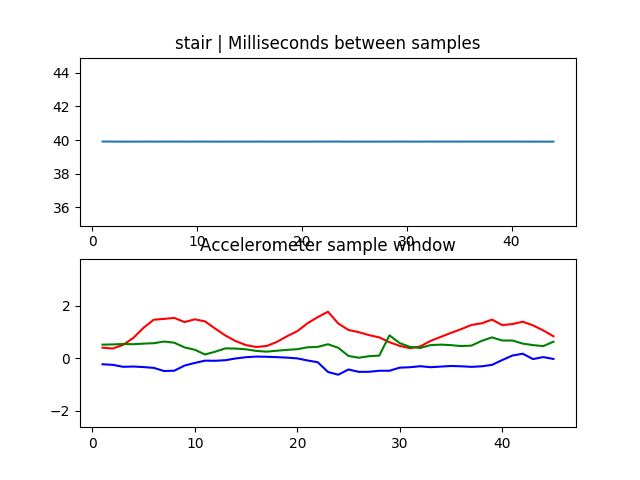 stair | Milliseconds between samples
44
42
40
38
36
0 10 20 30 40
Accelerometer sample window
2
0
−2
0 10 20 30 40